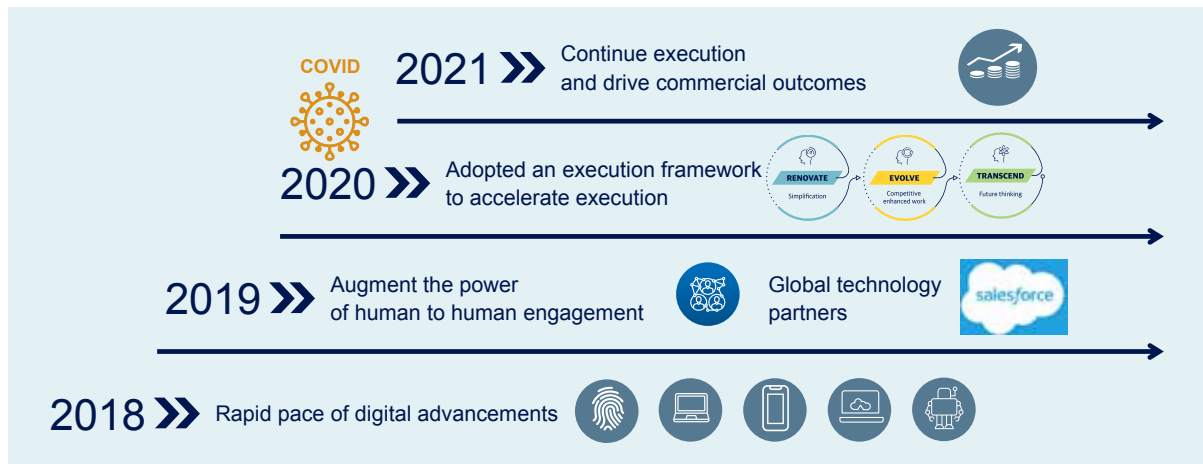 COVID
2021
Continue execution
and drive commercial outcomes
2020
Adopted an execution framework
to accelerate execution
RENOVATE
Simplification
EVOLVE
Competitive
enhanced work
TRANSCEND
Future thinking
2019
Augment the power
of human to human engagement
Global technology
partners
salesforce
2018
Rapid pace of digital advancements